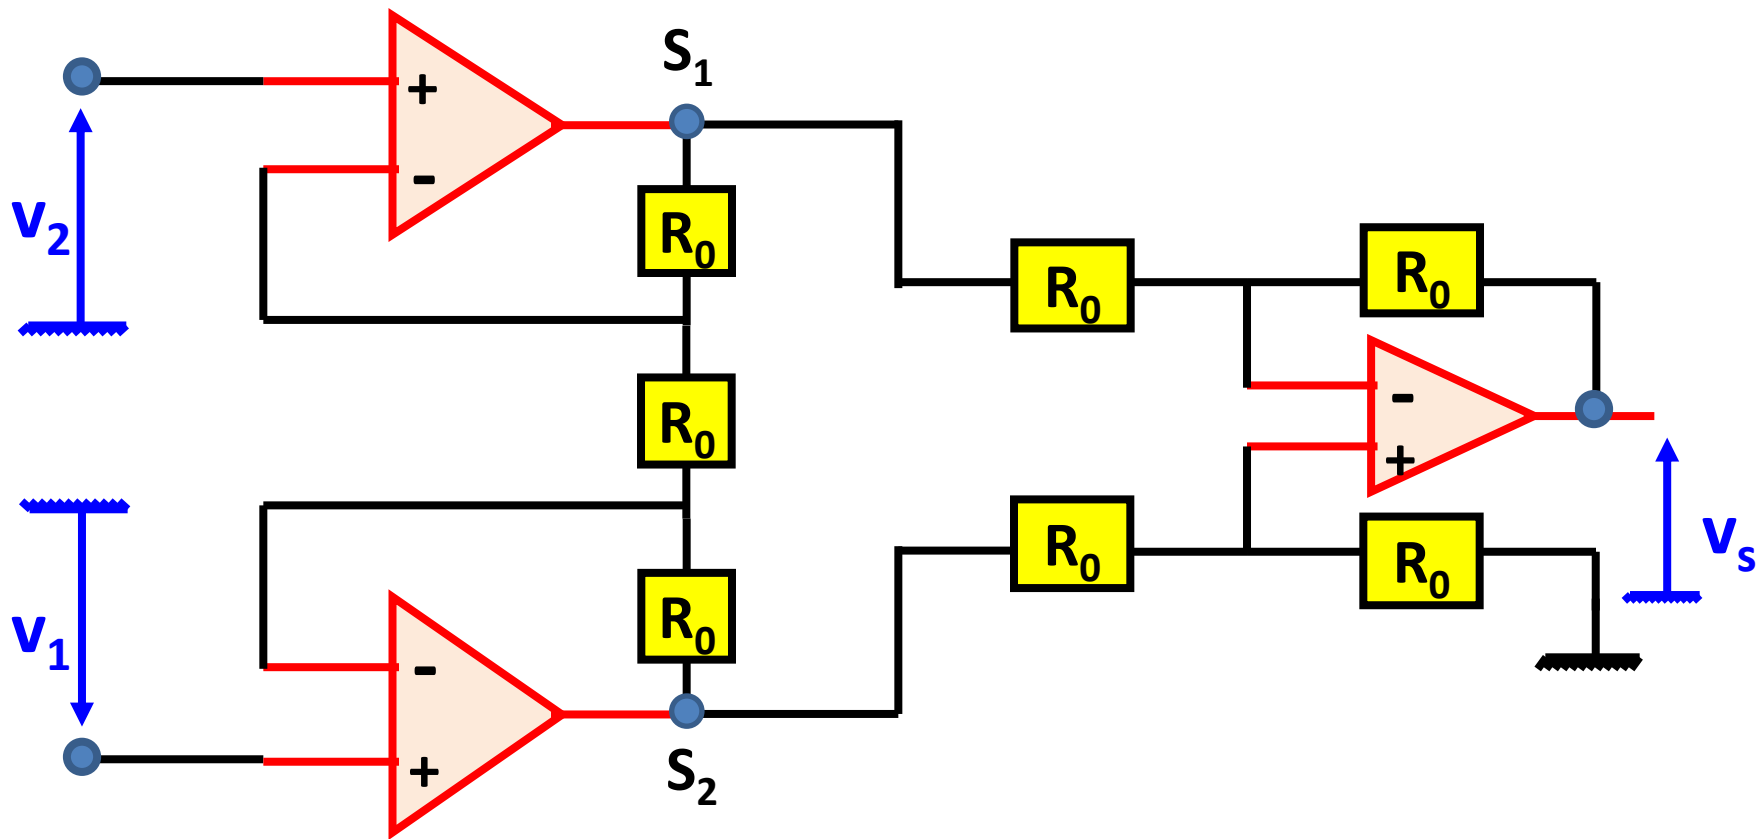 S₁
+
-
v₂
R₀
R₀
R₀
R₀
-
+
R₀
R₀
R₀
v₁
vₛ
-
+
S₂